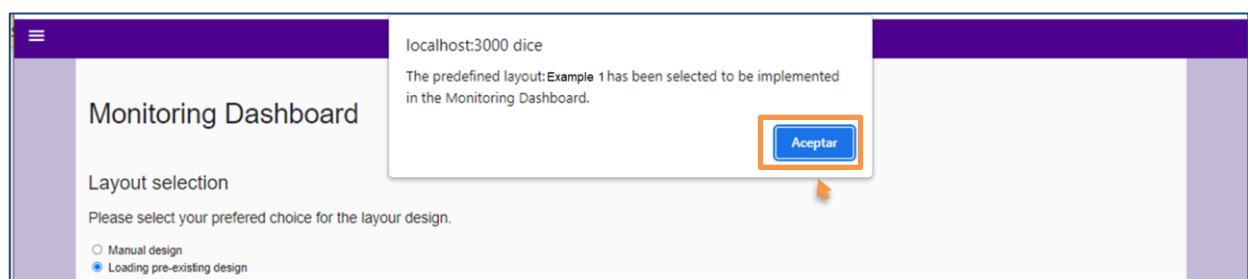 localhost:3000 dice
The predefined layout: Example 1 has been selected to be implemented
in the Monitoring Dashboard.
Aceptar
Monitoring Dashboard
Layout selection
Please select your prefered choice for the layour design.
Manual design
Loading pre-existing design